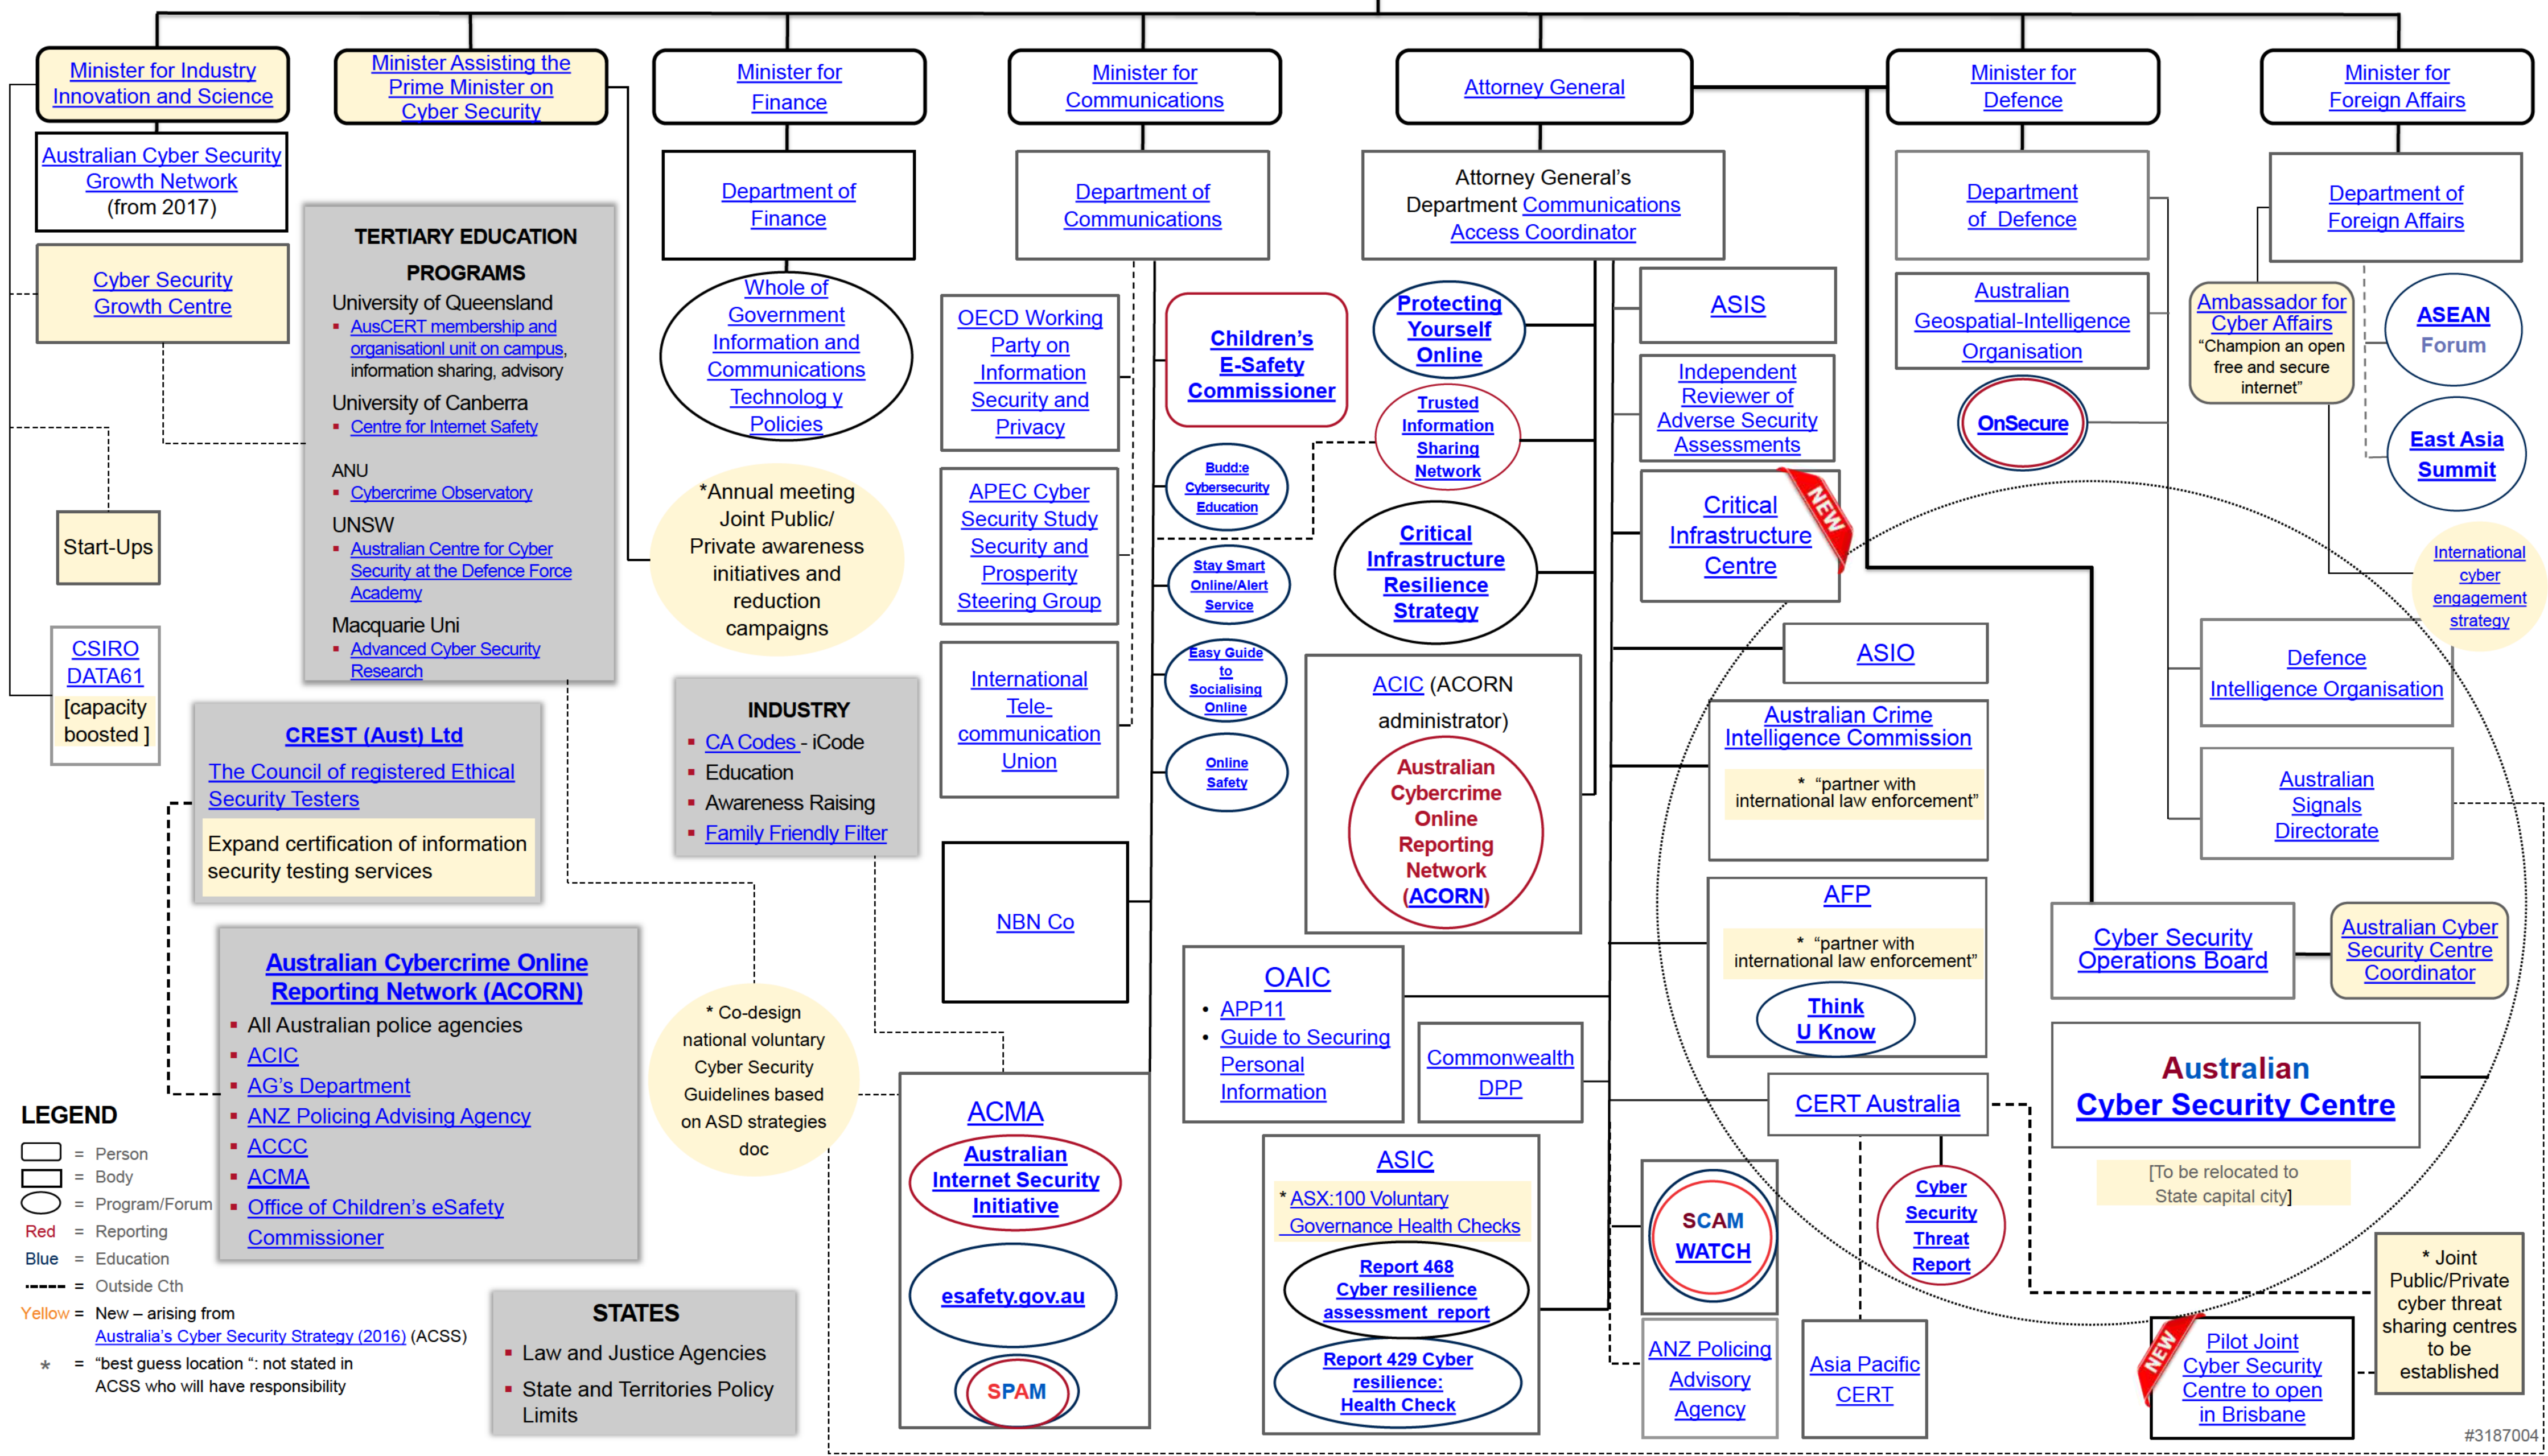 Minister for Industry
Innovation and Science
Minister Assisting the
Prime Minister on
Cyber Security
Minister for
Finance
Minister for
Communications
Attorney General
Minister for
Defence
Minister for
Foreign Affairs
Australian Cyber Security
Growth Network
(from 2017)
Cyber Security
Growth Centre
Start-Ups
CSIRO
DATA61
[capacity
boosted ]
TERTIARY EDUCATION
PROGRAMS
University of Queensland
▪ AusCERT membership and
organisationl unit on campus,
information sharing, advisory
University of Canberra
▪ Centre for Internet Safety
ANU
▪ Cybercrime Observatory
UNSW
▪ Australian Centre for Cyber
Security at the Defence Force
Academy
Macquarie Uni
▪ Advanced Cyber Security
Research
CREST (Aust) Ltd
The Council of registered Ethical
Security Testers
Expand certification of information
security testing services
Australian Cybercrime Online
Reporting Network (ACORN)
▪ All Australian police agencies
▪ ACIC
▪ AG's Department
▪ ANZ Policing Advising Agency
▪ ACCC
▪ ACMA
▪ Office of Children's eSafety
Commissioner
LEGEND
= Person
= Body
= Program/Forum
Red = Reporting
Blue = Education
= Outside Cth
Yellow = New – arising from
Australia's Cyber Security Strategy (2016) (ACSS)
* = "best guess location ": not stated in
ACSS who will have responsibility
STATES
▪ Law and Justice Agencies
▪ State and Territories Policy
Limits
Department of
Finance
Whole of
Government
Information and
Communications
Technolog y
Policies
*Annual meeting
Joint Public/
Private awareness
initiatives and
reduction
campaigns
INDUSTRY
▪ CA Codes - iCode
▪ Education
▪ Awareness Raising
▪ Family Friendly Filter
* Co-design
national voluntary
Cyber Security
Guidelines based
on ASD strategies
doc
Department of
Communications
OECD Working
Party on
Information
Security and
Privacy
APEC Cyber
Security Study
Security and
Prosperity
Steering Group
International
Tele-
communication
Union
NBN Co
Children's
E-Safety
Commissioner
Budd:e
Cybersecurity
Education
Stay Smart
Online/Alert
Service
Easy Guide
to
Socialising
Online
Online
Safety
ACMA
Australian
Internet Security
Initiative
esafety.gov.au
SPAM
Attorney General's
Department Communications
Access Coordinator
Protecting
Yourself
Online
Trusted
Information
Sharing
Network
Critical
Infrastructure
Resilience
Strategy
ACIC (ACORN
administrator)
Australian
Cybercrime
Online
Reporting
Network
(ACORN)
OAIC
• APP11
• Guide to Securing
Personal
Information
Commonwealth
DPP
ASIC
* ASX:100 Voluntary
Governance Health Checks
Report 468
Cyber resilience
assessment report
Report 429 Cyber
resilience:
Health Check
ASIS
Independent
Reviewer of
Adverse Security
Assessments
Critical
Infrastructure
Centre
NEW
ASIO
Australian Crime
Intelligence Commission
* "partner with
international law enforcement"
AFP
* "partner with
international law enforcement"
Think
U Know
CERT Australia
SCAM
WATCH
Cyber
Security
Threat
Report
ANZ Policing
Advisory
Agency
Asia Pacific
CERT
Department
of Defence
Australian
Geospatial-Intelligence
Organisation
OnSecure
Defence
Intelligence Organisation
Australian
Signals
Directorate
Cyber Security
Operations Board
Australian Cyber
Security Centre
Coordinator
Australian
Cyber Security Centre
[To be relocated to
State capital city]
NEW
Pilot Joint
Cyber Security
Centre to open
in Brisbane
* Joint
Public/Private
cyber threat
sharing centres
to be
established
Department of
Foreign Affairs
Ambassador for
Cyber Affairs
"Champion an open
free and secure
internet"
ASEAN
Forum
East Asia
Summit
International
cyber
engagement
strategy
#3187004